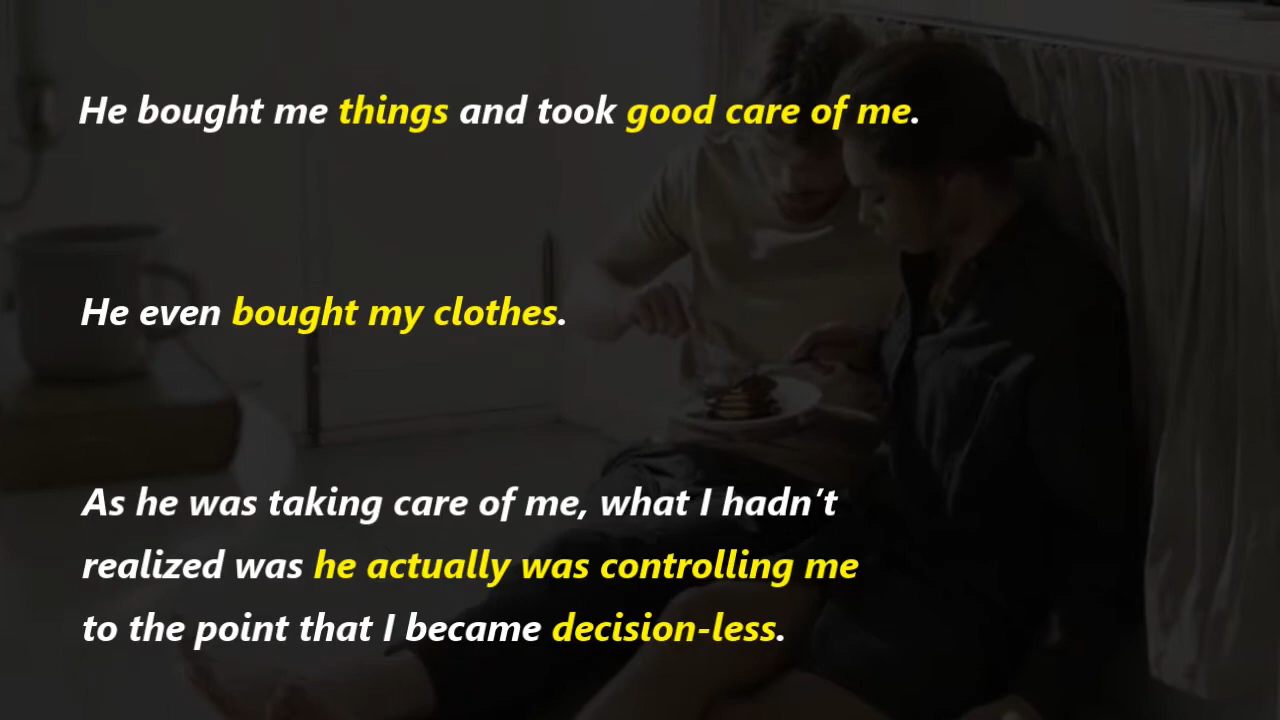 He bought me things and took good care of me.
He even bought my clothes.
As he was taking care of me, what I hadn’t
realized was he actually was controlling me
to the point that I became decision-less.